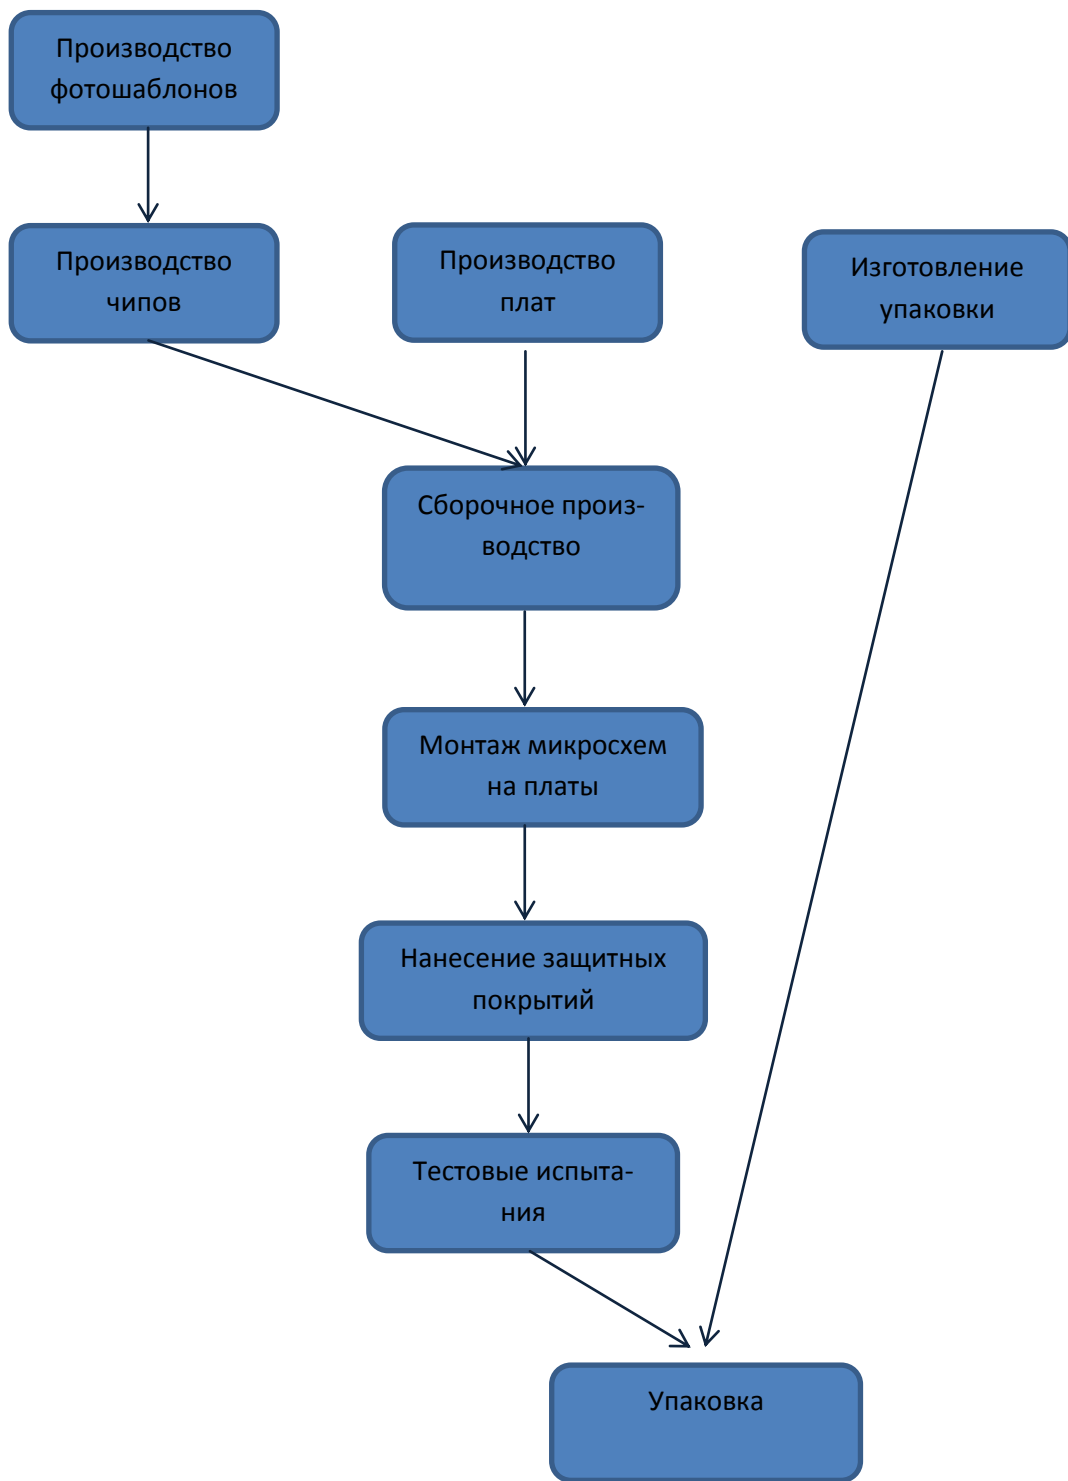 Производство
фотошаблонов
Производство
чипов
Производство
плат
Изготовление
упаковки
Сборочное произ-
водство
Монтаж микросхем
на платы
Нанесение защитных
покрытий
Тестовые испыта-
ния
Упаковка